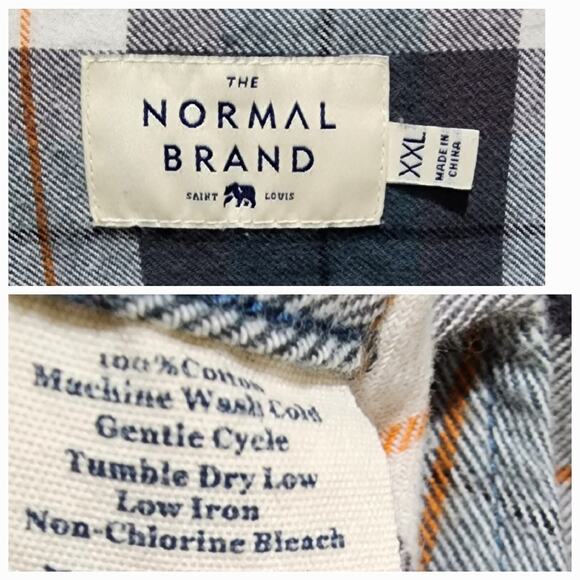 THE
NORMAL
BRAND
SAINT LOUIS
XXL
MADE IN
CHINA
100% Cotton
Machine Wash Cold
Gentle Cycle
Tumble Dry Low
Low Iron
Non-Chlorine Bleach